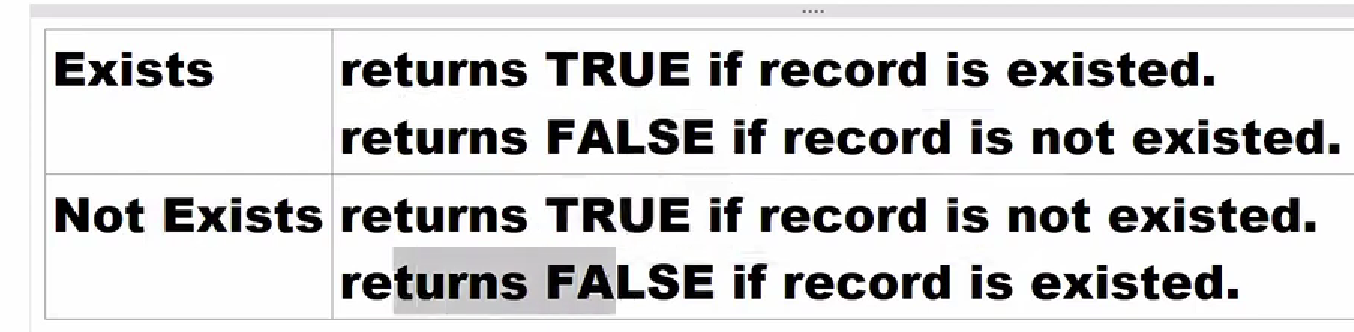 Exists returns TRUE if record is existed.
returns FALSE if record is not existed.
Not Exists returns TRUE if record is not existed.
returns FALSE if record is existed.